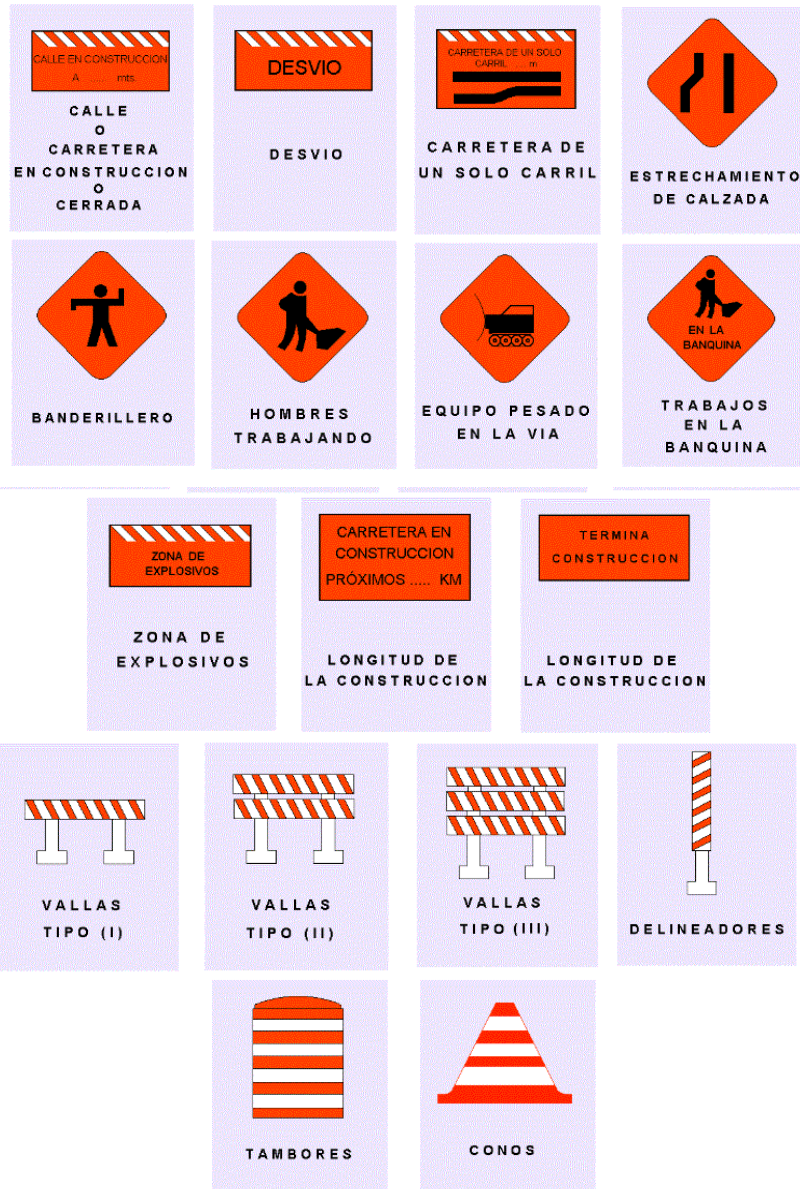 CALLE EN CONSTRUCCION
A ..... mts.
CALLE
O
CARRETERA
EN CONSTRUCCION
O
CERRADA
DESVIO
DESVIO
CARRETERA DE UN SOLO
CARRIL ..... m
CARRETERA DE
UN SOLO CARRIL
ESTRECHAMIENTO
DE CALZADA
BANDERILLERO
HOMBRES
TRABAJANDO
EQUIPO PESADO
EN LA VIA
EN LA
BANQUINA
TRABAJOS
EN LA
BANQUINA
ZONA DE
EXPLOSIVOS
ZONA DE
EXPLOSIVOS
CARRETERA EN
CONSTRUCCION
PRÓXIMOS ..... KM
LONGITUD DE
LA CONSTRUCCION
TERMINA
CONSTRUCCION
LONGITUD DE
LA CONSTRUCCION
VALLAS
TIPO (I)
VALLAS
TIPO (II)
VALLAS
TIPO (III)
DELINEADORES
TAMBORES
CONOS